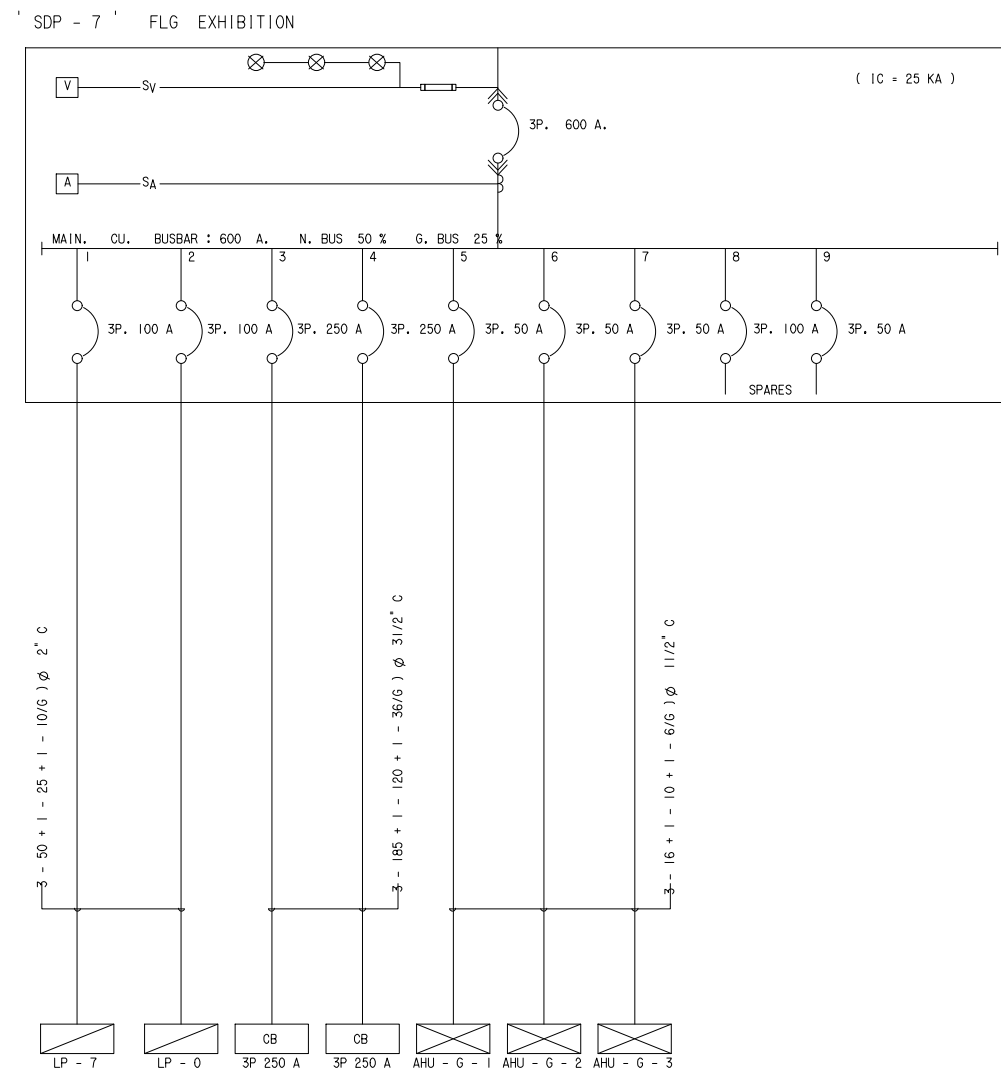 ' SDP - 7 ' FLG EXHIBITION
V
SV
( IC = 25 KA )
3P. 600 A.
A
SA
MAIN. CU. BUSBAR : 600 A. N. BUS 50 % G. BUS 25 %
1 2 3 4 5 6 7 8 9
3P. 100 A 3P. 100 A 3P. 250 A 3P. 250 A 3P. 50 A 3P. 50 A 3P. 50 A 3P. 100 A 3P. 50 A
SPARES
3 - 50 + 1 - 25 + 1 - 10/G ) Ø 2" C
3 - 185 + 1 - 120 + 1 - 36/G ) Ø 31/2" C
3 - 16 + 1 - 10 + 1 - 6/G ) Ø 11/2" C
CB CB
LP - 7 LP - 0 3P 250 A 3P 250 A AHU - G - 1 AHU - G - 2 AHU - G - 3